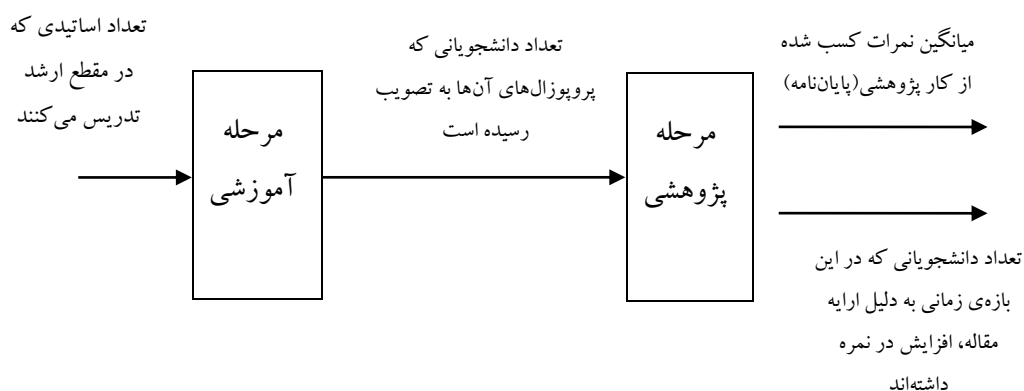 تعداد اساتیدی که
در مقطع ارشد
تدریس می‌کنند
مرحله
آموزشی
تعداد دانشجویانی که
پروپوزال‌های آن‌ها به تصویب
رسیده است
مرحله
پژوهشی
میانگین نمرات کسب شده
از کار پژوهشی(پایان‌نامه)
تعداد دانشجویانی که در این
بازه‌ی زمانی به دلیل ارایه
مقاله، افزایش در نمره
داشته‌اند